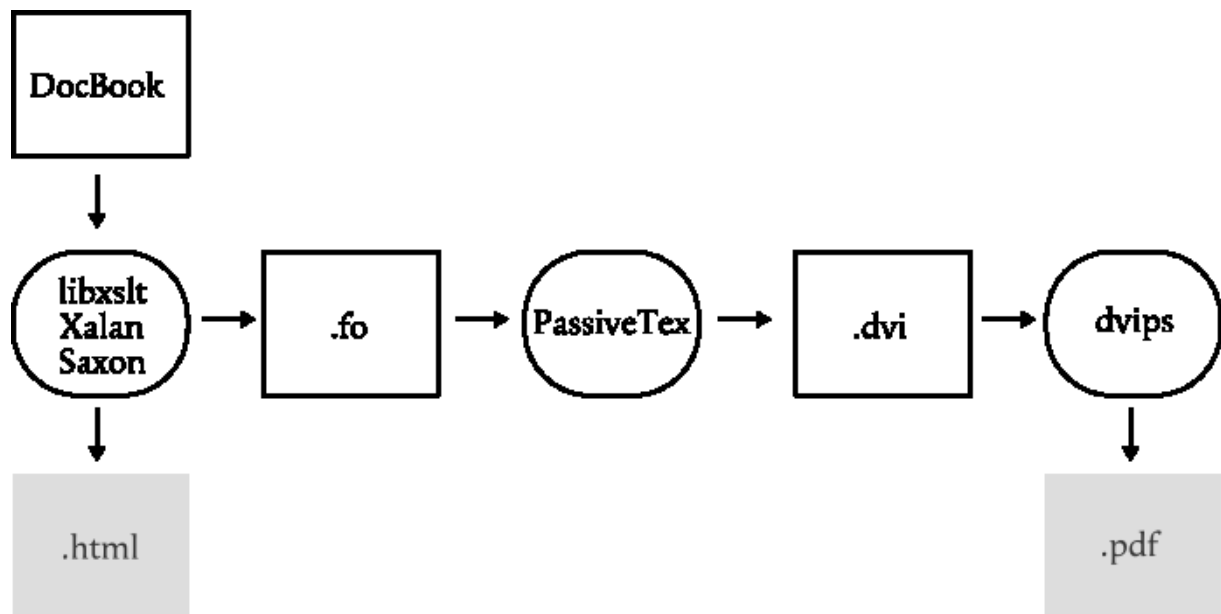 DocBook
libxslt
Xalan
Saxon
.fo
PassiveTex
.dvi
dvips
.html
.pdf